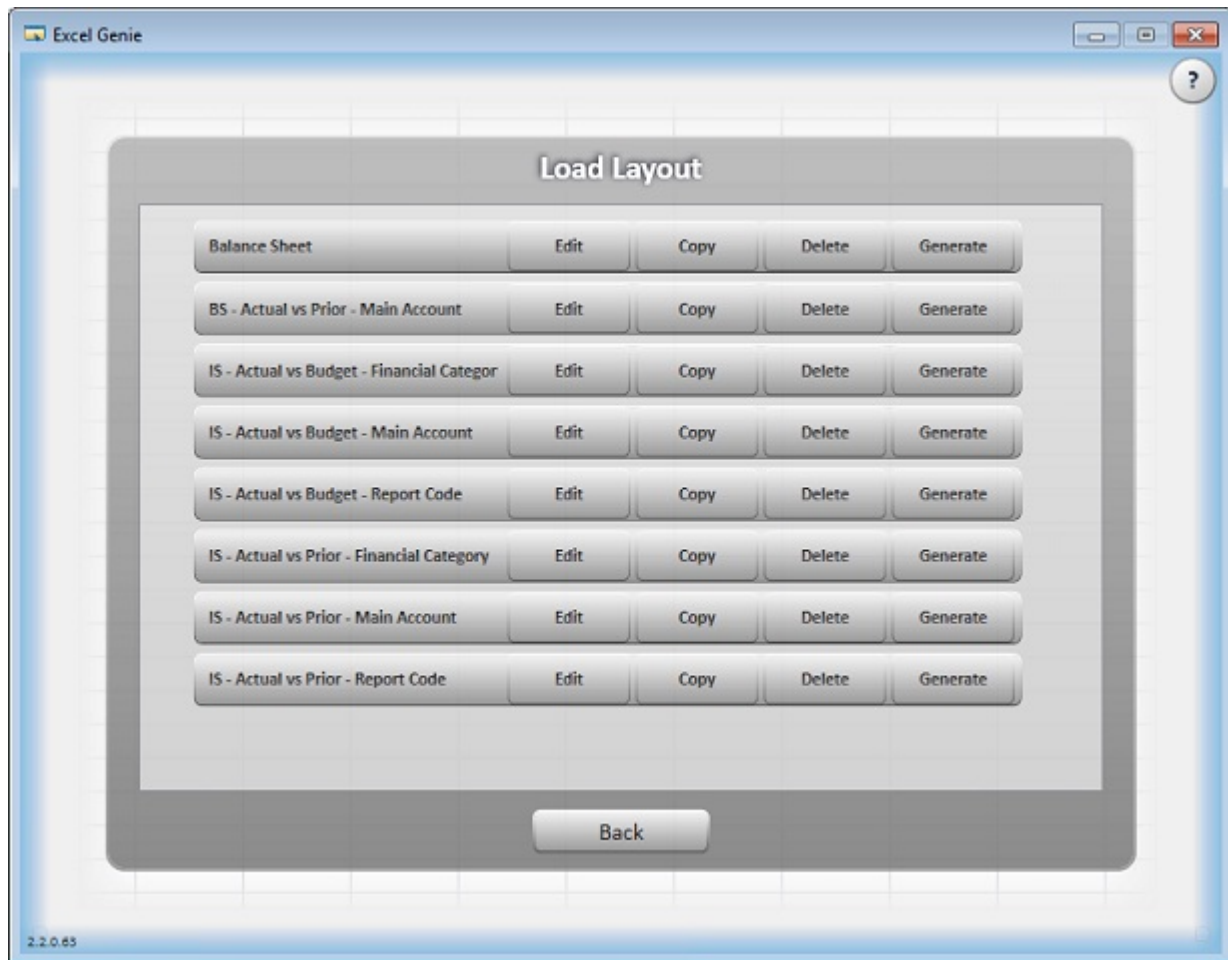 Excel Genie
?
Load Layout
Balance Sheet Edit Copy Delete Generate
BS - Actual vs Prior - Main Account Edit Copy Delete Generate
IS - Actual vs Budget - Financial Categor Edit Copy Delete Generate
IS - Actual vs Budget - Main Account Edit Copy Delete Generate
IS - Actual vs Budget - Report Code Edit Copy Delete Generate
IS - Actual vs Prior - Financial Category Edit Copy Delete Generate
IS - Actual vs Prior - Main Account Edit Copy Delete Generate
IS - Actual vs Prior - Report Code Edit Copy Delete Generate
Back
2.2.0.63